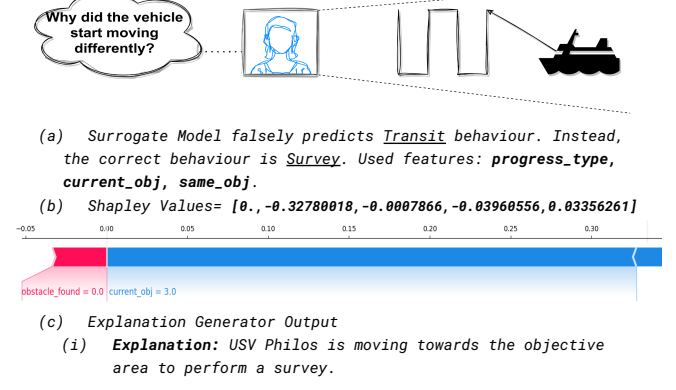 Why did the vehicle
start moving
differently?
(a) Surrogate Model falsely predicts Transit behaviour. Instead,
the correct behaviour is Survey. Used features: progress_type,
current_obj, same_obj.
(b) Shapley Values= [0.,-0.32780018,-0.0007866,-0.03960556,0.03356261]
−0.05 0.00 0.05 0.10 0.15 0.20 0.25 0.30
obstacle_found = 0.0 current_obj = 3.0
(c) Explanation Generator Output
(i) Explanation: USV Philos is moving towards the objective
area to perform a survey.